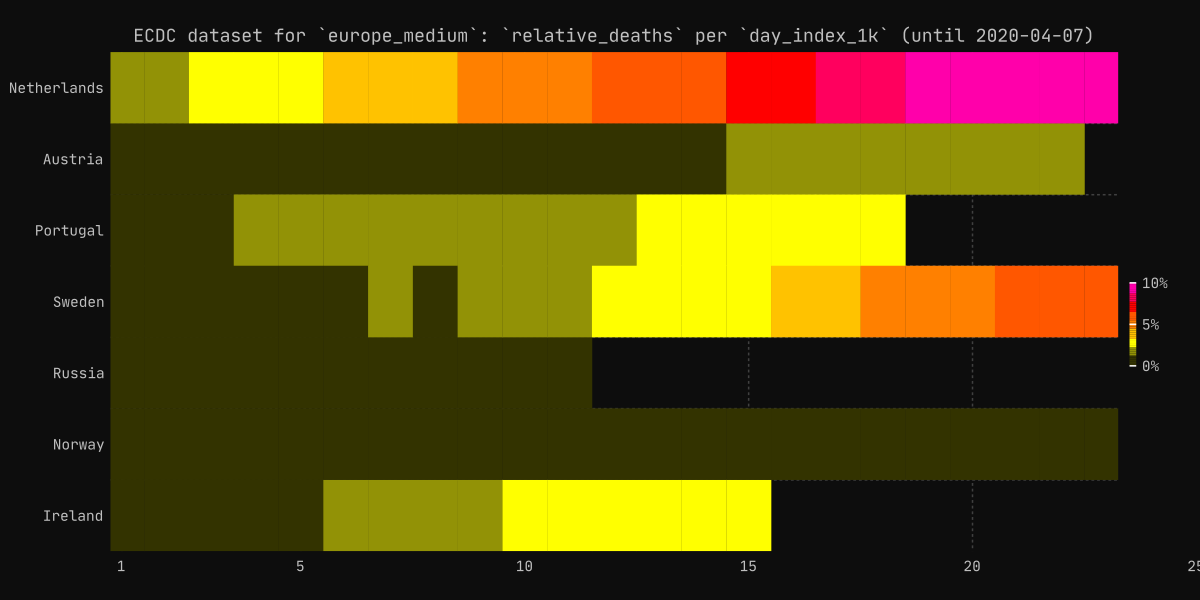 ECDC dataset for `europe_medium`: `relative_deaths` per `day_index_1k` (until 2020-04-07)
Netherlands
Austria
Portugal
Sweden
Russia
Norway
Ireland
10%
5%
0%
1 5 10 15 20 25